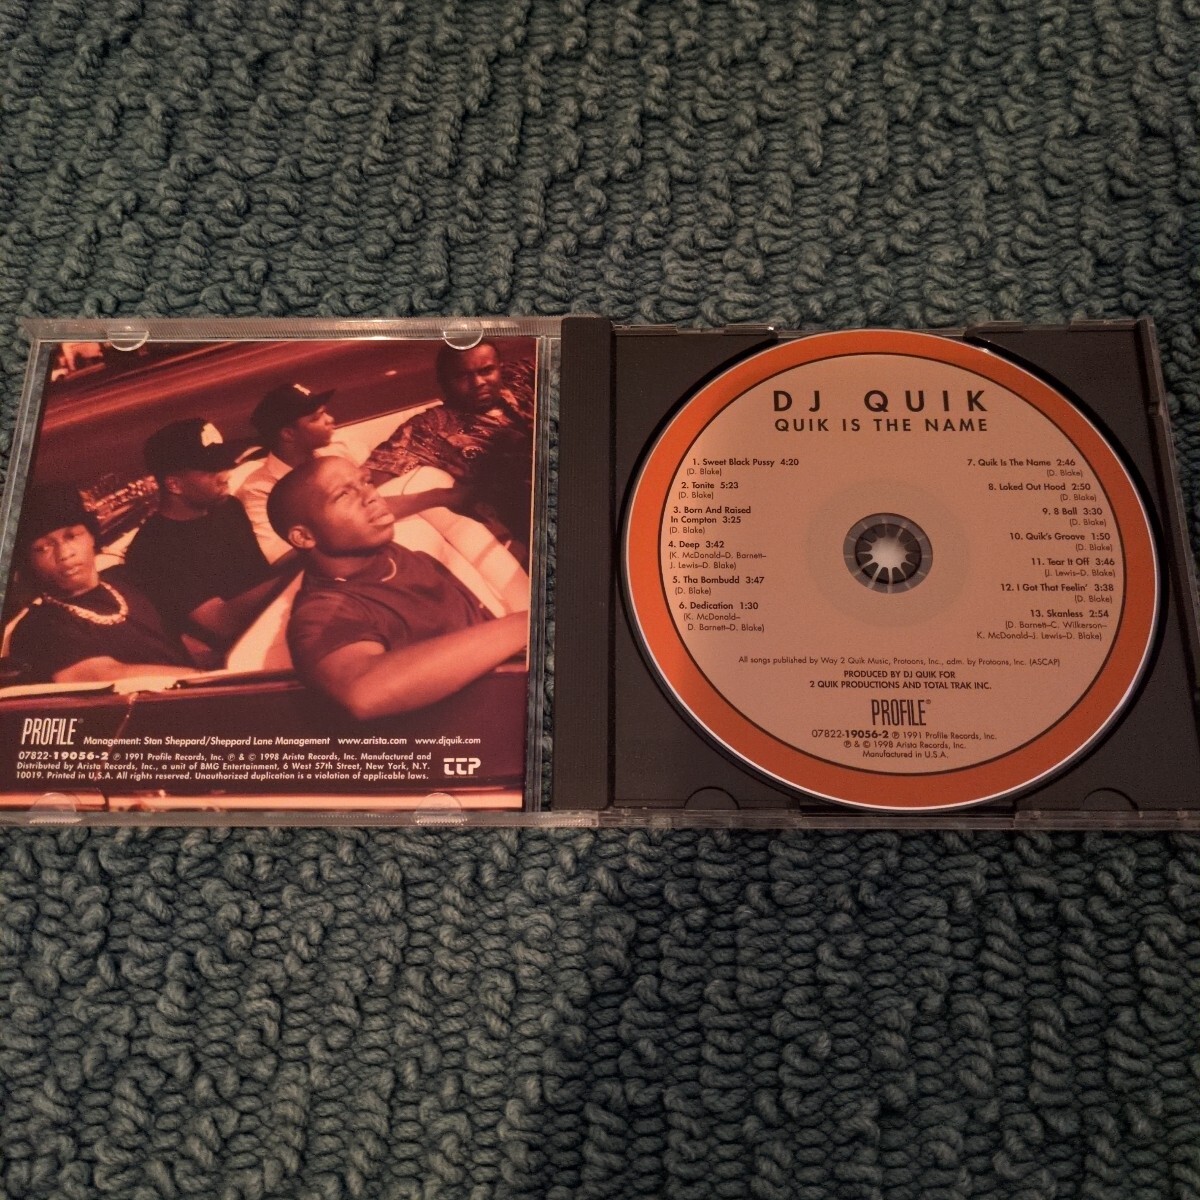 PROFILE®
Management: Stan Sheppard/Sheppard Lane Management www.arista.com www.djquik.com
07822-19056-2 ℗ 1991 Profile Records, Inc. ℗ & © 1998 Arista Records, Inc. Manufactured and
Distributed by Arista Records, Inc., a unit of BMG Entertainment, 6 West 57th Street, New York, N.Y.
10019. Printed in U.S.A. All rights reserved. Unauthorized duplication is a violation of applicable laws.
DJ QUIK
QUIK IS THE NAME
1. Sweet Black Pussy 4:20
(D. Blake)
2. Tonite 5:23
(D. Blake)
3. Born And Raised
In Compton 3:25
(D. Blake)
4. Deep 3:42
(K. McDonald–D. Barnett–
J. Lewis–D. Blake)
5. Tha Bombudd 3:47
(D. Blake)
6. Dedication 1:30
(K. McDonald–
D. Barnett–D. Blake)
7. Quik Is The Name 2:46
(D. Blake)
8. Loked Out Hood 2:50
(D. Blake)
9. 8 Ball 3:30
(D. Blake)
10. Quik's Groove 1:50
(D. Blake)
11. Tear It Off 3:46
(J. Lewis–D. Blake)
12. I Got That Feelin' 3:38
(D. Blake)
13. Skanless 2:54
(D. Barnett–C. Wilkerson–
K. McDonald–J. Lewis–D. Blake)
All songs published by Way 2 Quik Music, Protoons, Inc., adm. by Protoons, Inc. (ASCAP)
PRODUCED BY DJ QUIK FOR
2 QUIK PRODUCTIONS AND TOTAL TRAK INC.
PROFILE®
07822-19056-2 ℗ 1991 Profile Records, Inc.
℗ & © 1998 Arista Records, Inc.
Manufactured in U.S.A.